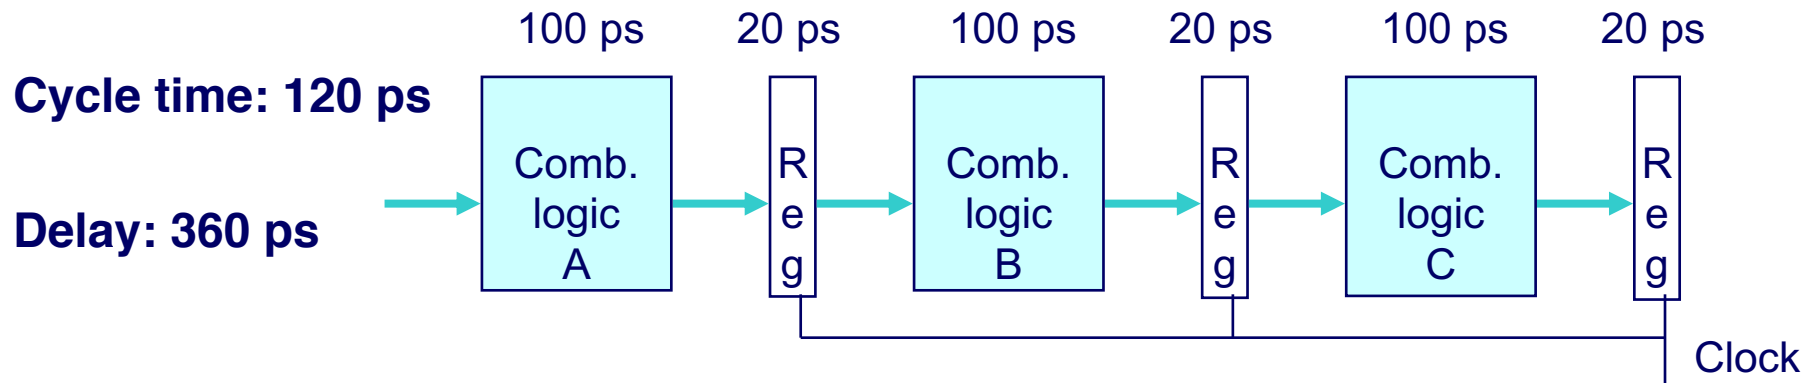 100 ps
20 ps
100 ps
20 ps
100 ps
20 ps
Cycle time: 120 ps
Delay: 360 ps
Comb.
logic
A
R
e
g
Comb.
logic
B
R
e
g
Comb.
logic
C
R
e
g
Clock